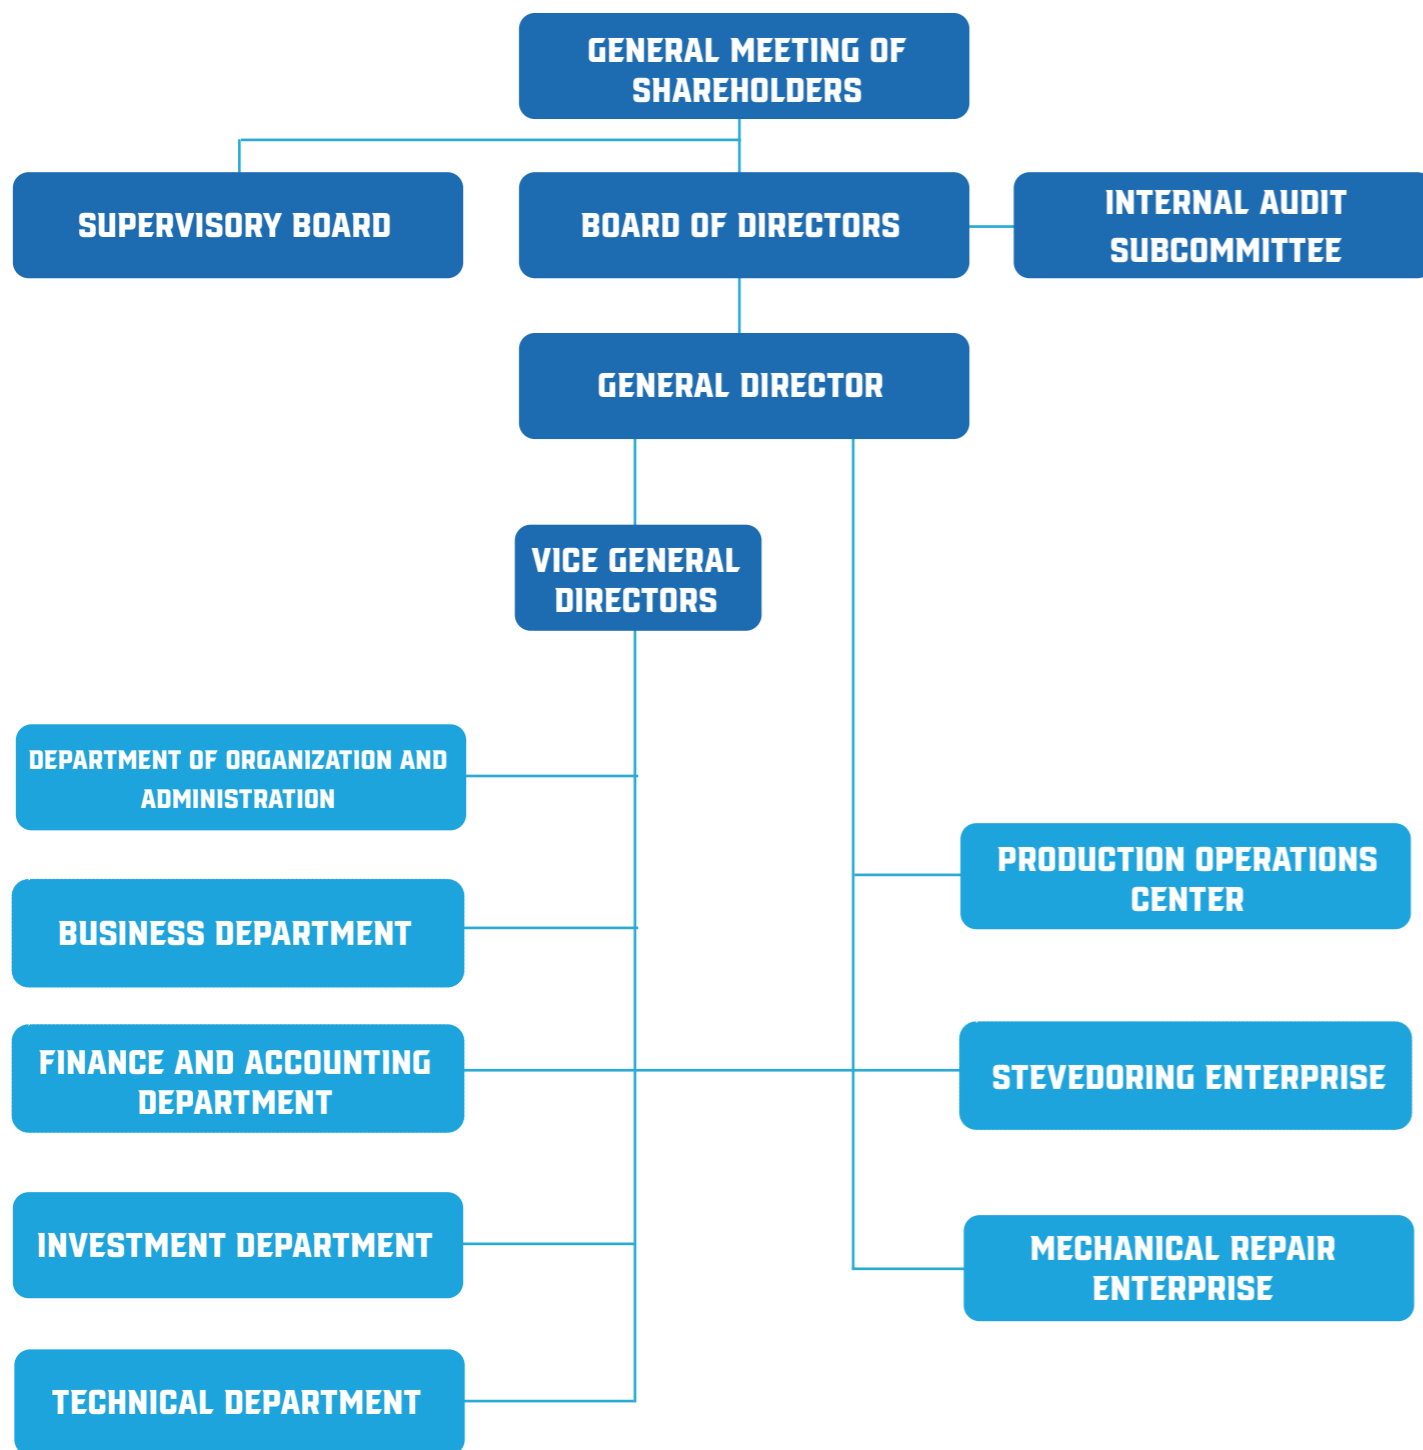 GENERAL MEETING OF
SHAREHOLDERS
SUPERVISORY BOARD
BOARD OF DIRECTORS
INTERNAL AUDIT
SUBCOMMITTEE
GENERAL DIRECTOR
VICE GENERAL
DIRECTORS
DEPARTMENT OF ORGANIZATION AND
ADMINISTRATION
BUSINESS DEPARTMENT
FINANCE AND ACCOUNTING
DEPARTMENT
INVESTMENT DEPARTMENT
TECHNICAL DEPARTMENT
PRODUCTION OPERATIONS
CENTER
STEVEDORING ENTERPRISE
MECHANICAL REPAIR
ENTERPRISE